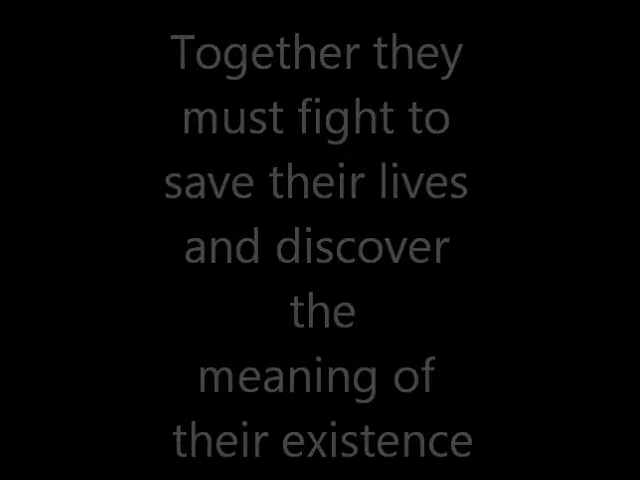 Together they
must fight to
save their lives
and discover
the
meaning of
their existence